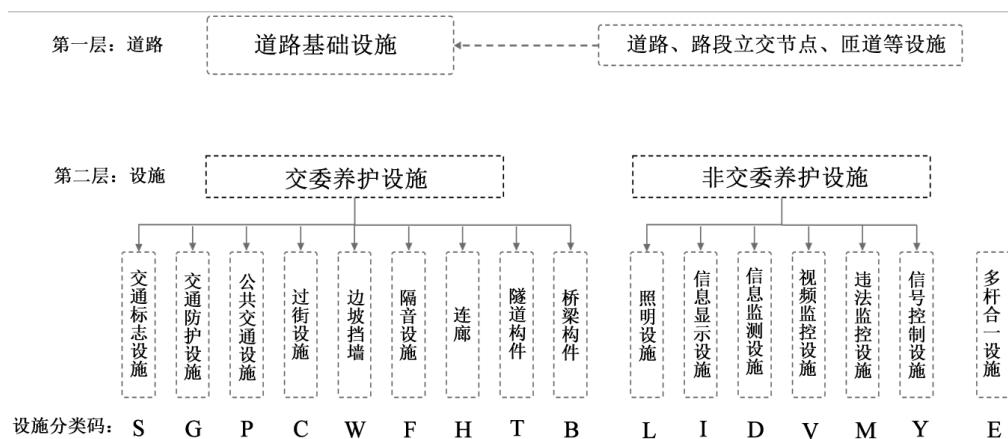 第一层：道路
道路基础设施
道路、路段立交节点、匝道等设施
第二层：设施
交委养护设施
非交委养护设施
交通标志设施
交通防护设施
公共交通设施
过街设施
边坡挡墙
隔音设施
连廊
隧道构件
桥梁构件
照明设施
信息显示设施
信息监测设施
视频监控设施
违法监控设施
信号控制设施
多杆合一设施
设施分类码： S G P C W F H T B L I D V M Y E